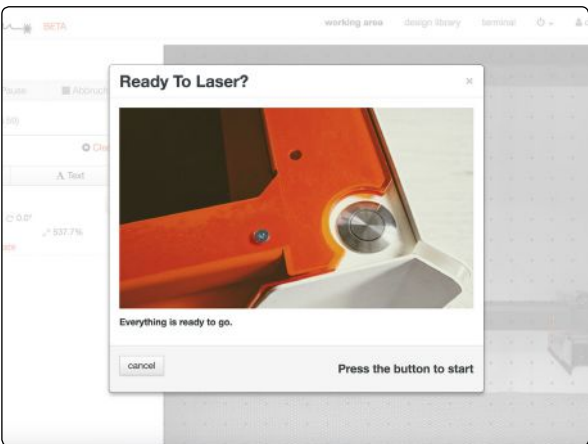 BETA
working area
design library
terminal
Pause
Abbruch
Ready To Laser?
×
A Text
0.0°
537.7%
Everything is ready to go.
cancel
Press the button to start